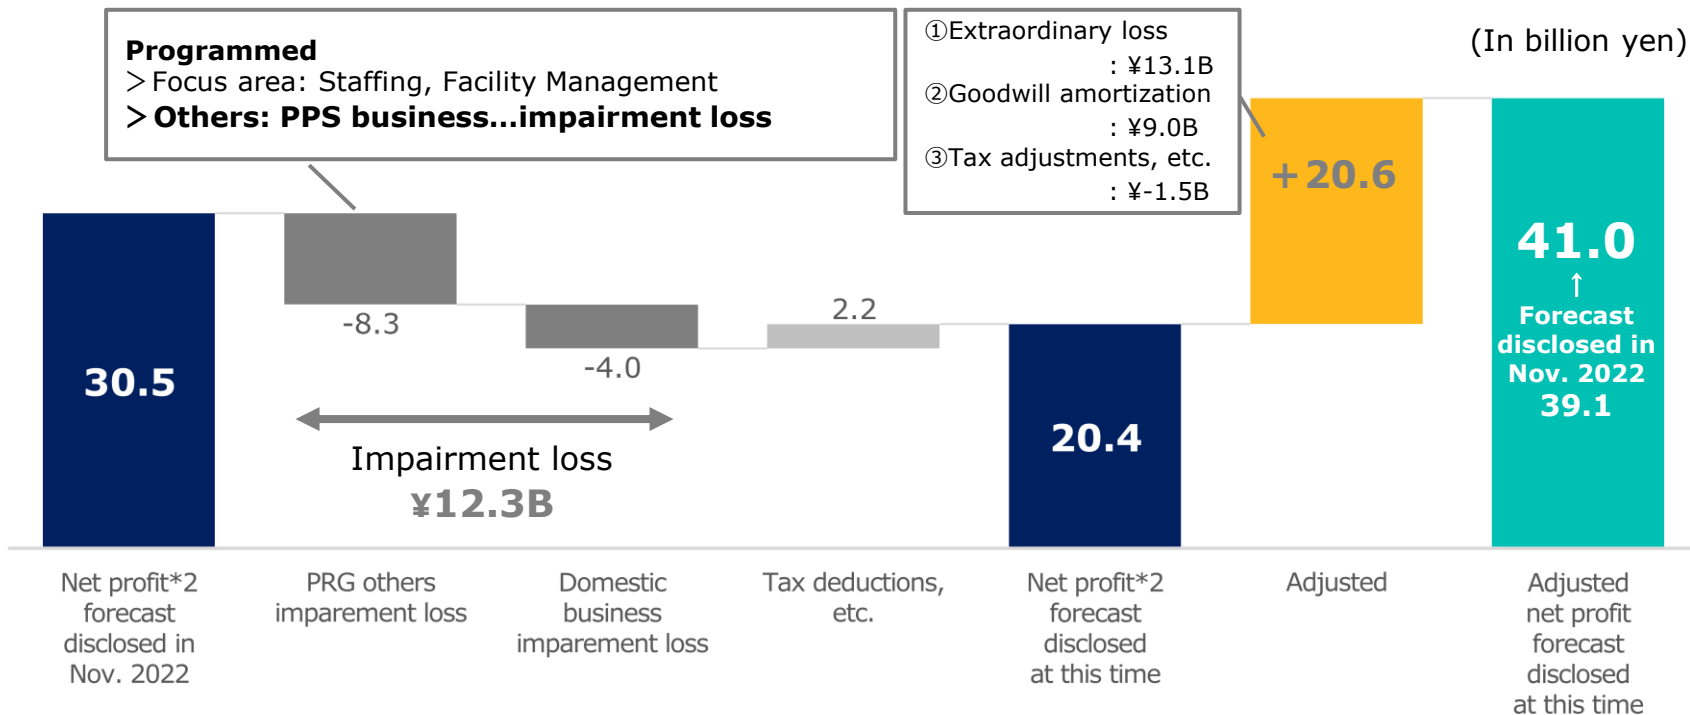 Programmed
＞Focus area: Staffing, Facility Management
＞Others: PPS business…impairment loss
①Extraordinary loss
: ¥13.1B
②Goodwill amortization
: ¥9.0B
③Tax adjustments, etc.
: ¥-1.5B
(In billion yen)
30.5
-8.3
-4.0
2.2
20.4
+20.6
41.0
↑
Forecast
disclosed in
Nov. 2022
39.1
Impairment loss
¥12.3B
Net profit*2
forecast
disclosed in
Nov. 2022
PRG others
imparement loss
Domestic
business
imparement loss
Tax deductions,
etc.
Net profit*2
forecast
disclosed
at this time
Adjusted
Adjusted
net profit
forecast
disclosed
at this time